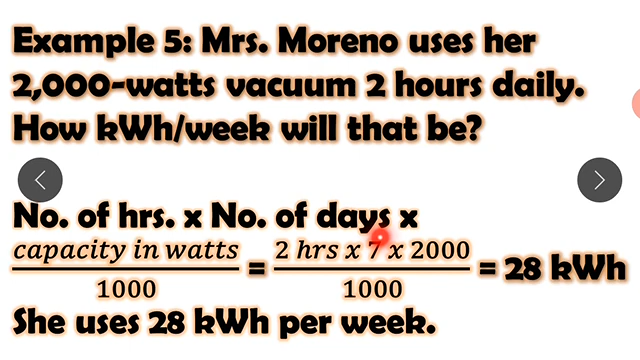 Example 5: Mrs. Moreno uses her
2,000-watts vacuum 2 hours daily.
How kWh/week will that be?
No. of hrs. x No. of days x
capacity in watts / 1000 = 2 hrs x 7 x 2000 / 1000 = 28 kWh
She uses 28 kWh per week.